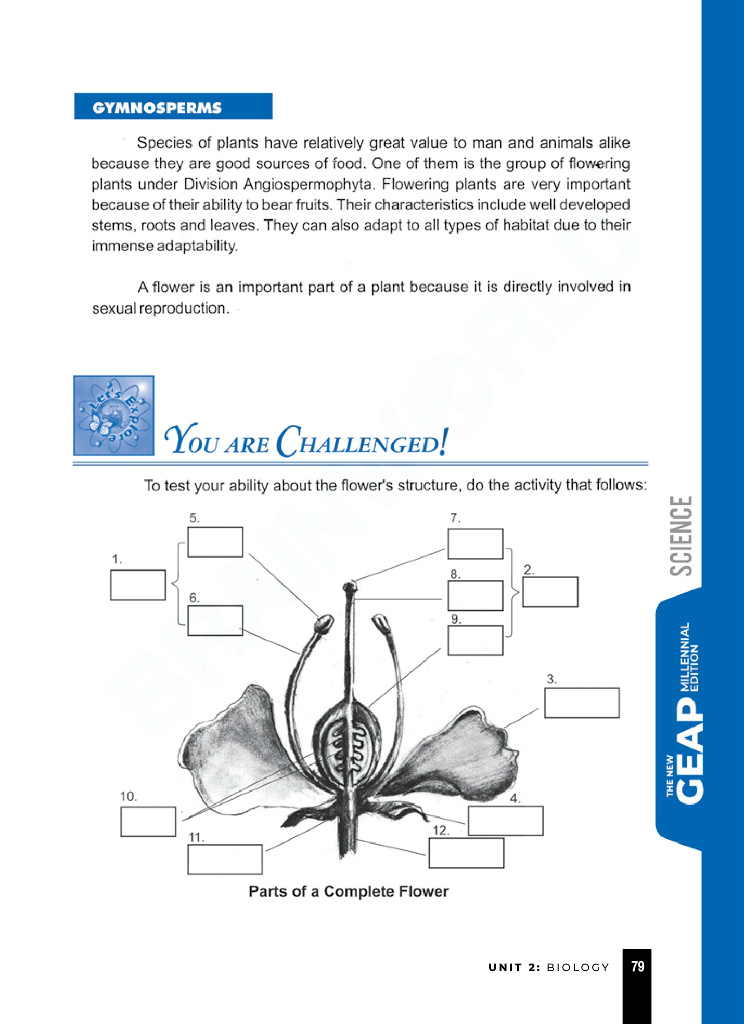 GYMNOSPERMS
Species of plants have relatively great value to man and animals alike
because they are good sources of food. One of them is the group of flowering
plants under Division Angiospermophyta. Flowering plants are very important
because of their ability to bear fruits. Their characteristics include well developed
stems, roots and leaves. They can also adapt to all types of habitat due to their
immense adaptability.
A flower is an important part of a plant because it is directly involved in
sexual reproduction.
Let's Explore
YOU ARE CHALLENGED!
To test your ability about the flower's structure, do the activity that follows:
5.
7.
1.
8.
2.
6.
9.
3.
10.
4.
11.
12.
Parts of a Complete Flower
SCIENCE
THE NEW
GEAP
MILLENNIAL
EDITION
UNIT 2: BIOLOGY 79